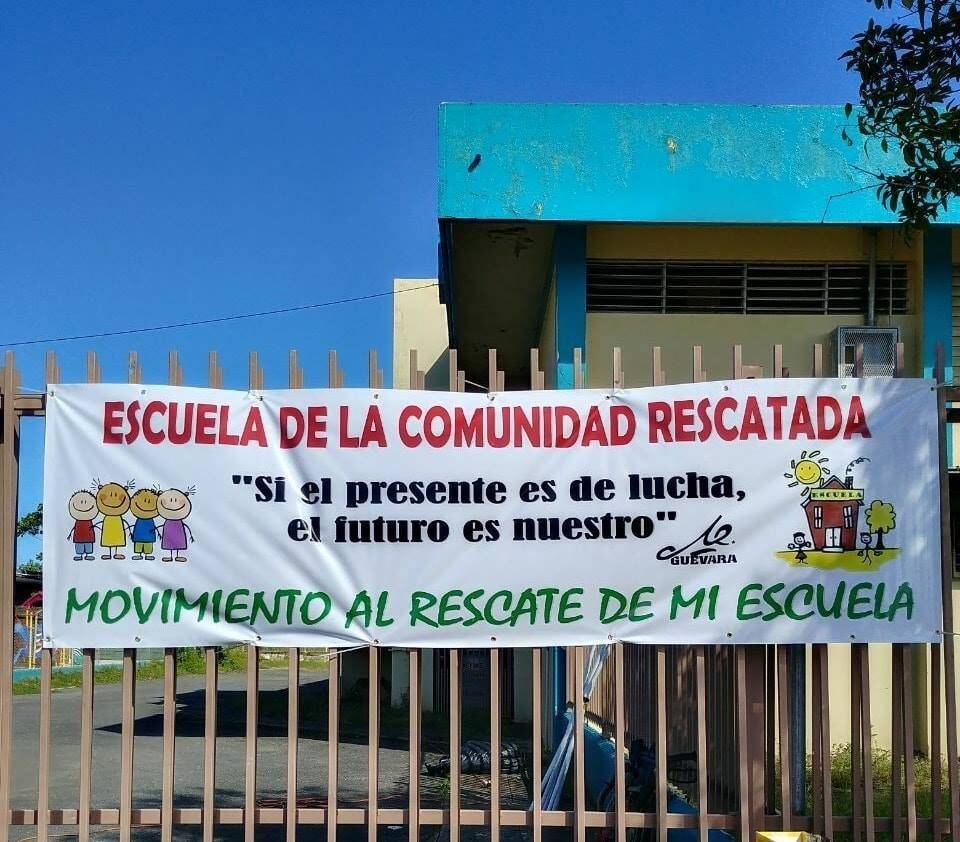 ESCUELA DE LA COMUNIDAD RESCATADA
"Si el presente es de lucha,
el futuro es nuestro"
GUEVARA
ESCUELA
MOVIMIENTO AL RESCATE DE MI ESCUELA